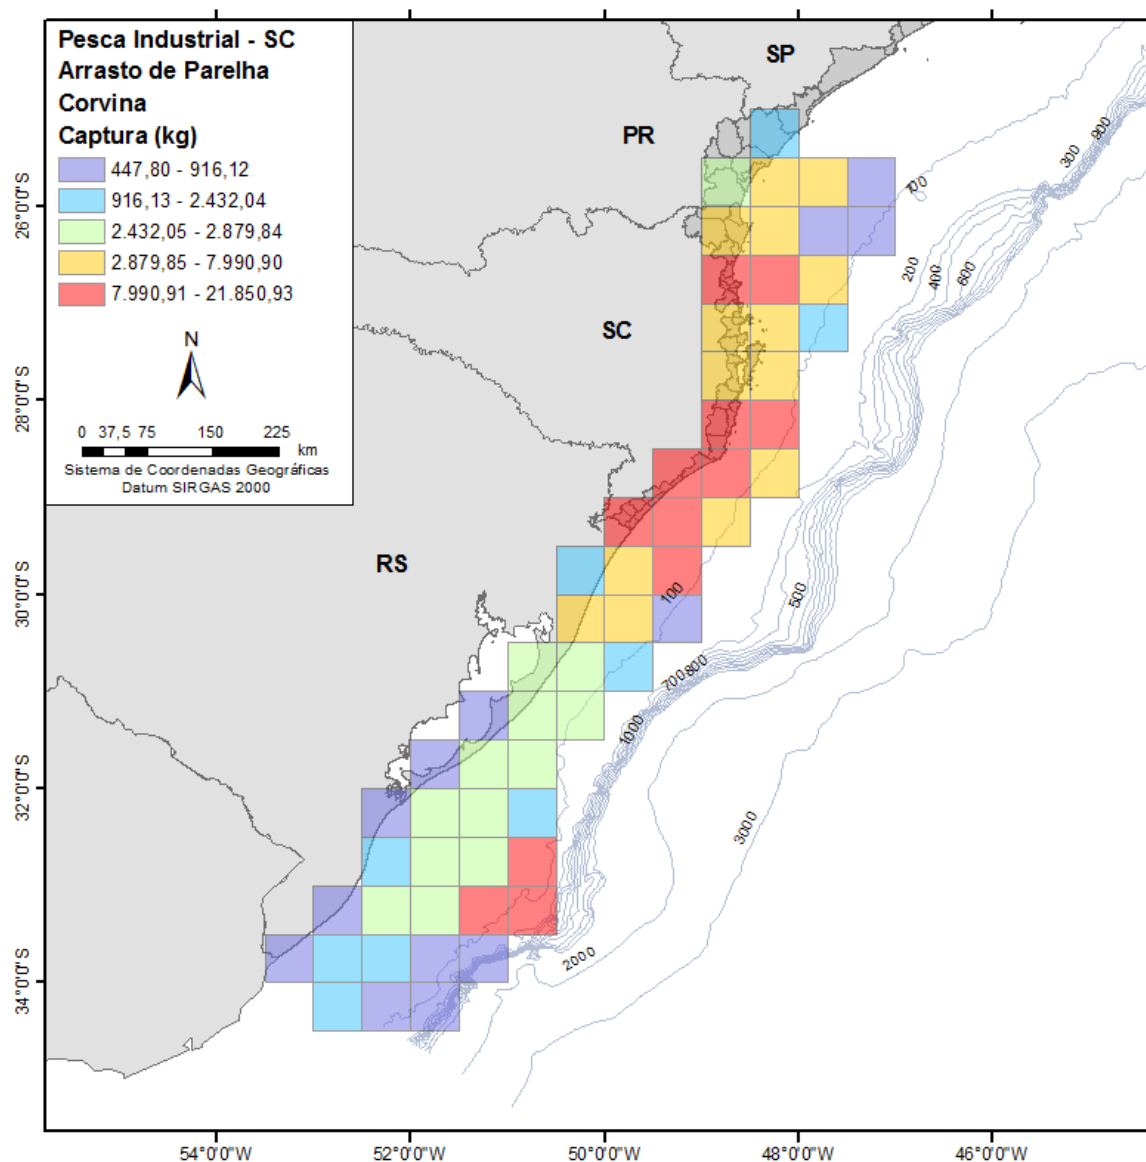 Pesca Industrial - SC
Arrasto de Parelha
Corvina
Captura (kg)
447,80 - 916,12
916,13 - 2.432,04
2.432,05 - 2.879,84
2.879,85 - 7.990,90
7.990,91 - 21.850,93
N
0 37,5 75 150 225
km
Sistema de Coordenadas Geográficas
Datum SIRGAS 2000
SP
PR
SC
RS
900
300
200
400
600
500
100
700
800
1000
3000
2000
26°0'0"S
28°0'0"S
30°0'0"S
32°0'0"S
34°0'0"S
54°0'0"W
52°0'0"W
50°0'0"W
48°0'0"W
46°0'0"W